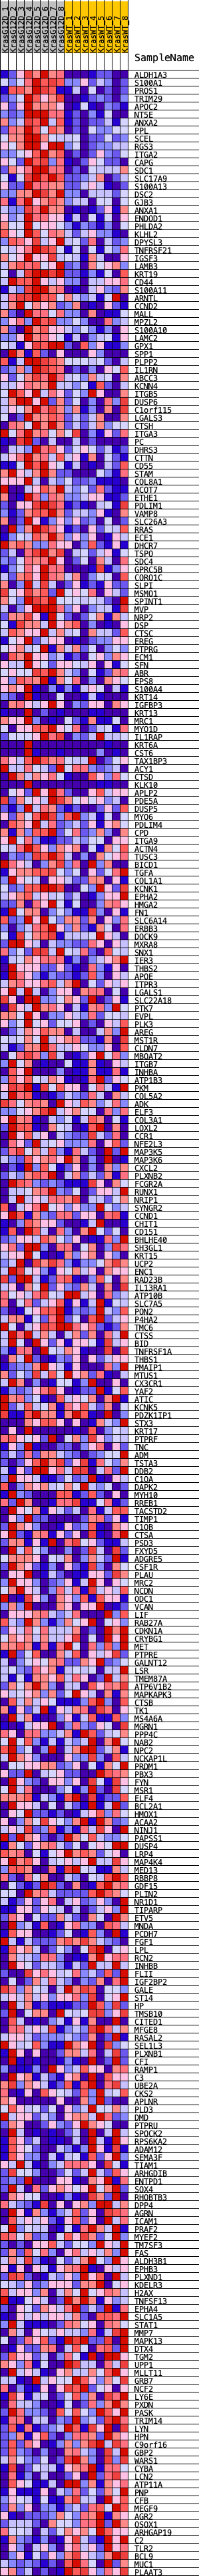 KrasG12D_1
KrasG12D_2
KrasG12D_3
KrasG12D_4
KrasG12D_5
KrasG12D_6
KrasG12D_7
KrasG12D_8
KrasWT_1
KrasWT_2
KrasWT_3
KrasWT_4
KrasWT_5
KrasWT_6
KrasWT_7
KrasWT_8
SampleName
ALDH1A3
S100A1
PROS1
TRIM29
APOC2
NT5E
ANXA2
PPL
SCEL
RGS3
ITGA2
CAPG
SDC1
SLC17A9
S100A13
DSC2
GJB3
ANXA1
ENDOD1
PHLDA2
KLHL2
DPYSL3
TNFRSF21
IGSF3
LAMB3
KRT19
CD44
S100A11
ARNTL
CCND2
MALL
MPZL2
S100A10
LAMC2
GPX1
SPP1
PLPP2
IL1RN
ABCC3
KCNN4
ITGB5
DUSP6
C1orf115
LGALS3
CTSH
ITGA3
PC
DHRS3
CTTN
CD55
STAM
COL8A1
ACOT7
ETHE1
PDLIM1
VAMP8
SLC26A3
RRAS
ECE1
DHCR7
TSPO
SDC4
GPRC5B
CORO1C
SLPI
MSMO1
SPINT1
MVP
NRP2
DSP
CTSC
EREG
PTPRG
ECM1
SFN
ABR
EPS8
S100A4
KRT14
IGFBP3
KRT13
MRC1
MYO1D
IL1RAP
KRT6A
CST6
TAX1BP3
ACY1
CTSD
KLK10
APLP2
PDE5A
DUSP5
MYO6
PDLIM4
CPD
ITGA9
ACTN4
TUSC3
BICD1
TGFA
COL1A1
KCNK1
EPHA2
HMGA2
FN1
SLC6A14
ERBB3
DOCK9
MXRA8
SNX1
IER3
THBS2
APOE
ITPR3
LGALS1
SLC22A18
PTK7
EVPL
PLK3
AREG
MST1R
CLDN7
MBOAT2
ITGB7
INHBA
ATP1B3
PKM
COL5A2
ADK
ELF3
COL3A1
LOXL2
CCR1
NFE2L3
MAP3K5
MAP3K6
CXCL2
PLXNB2
FCGR2A
RUNX1
NRIP1
SYNGR2
CCND1
CHIT1
CD151
BHLHE40
SH3GL1
KRT15
UCP2
ENC1
RAD23B
IL13RA1
ATP10B
SLC7A5
PON2
P4HA2
TMC6
CTSS
BID
TNFRSF1A
THBS1
PMAIP1
MTUS1
CX3CR1
YAF2
ATIC
KCNK5
PDZK1IP1
STX3
KRT17
PTPRF
TNC
ADM
TSTA3
DDB2
C1QA
DAPK2
MYH10
RREB1
TACSTD2
TIMP1
C1QB
CTSA
PSD3
FXYD5
ADGRE5
CSF1R
PLAU
MRC2
NCDN
ODC1
VCAN
LIF
RAB27A
CDKN1A
CRYBG1
MET
PTPRE
GALNT12
LSR
TMEM87A
ATP6V1B2
MAPKAPK3
CTSB
TK1
MS4A6A
MGRN1
PPP4C
NAB2
NPC2
NCKAP1L
PRDM1
PBX3
FYN
MSR1
ELF4
BCL2A1
HMOX1
ACAA2
NINJ1
PAPSS1
DUSP4
LRP4
MAP4K4
MED13
RBBP8
GDF15
PLIN2
NR1D1
TIPARP
ETV5
MNDA
PCDH7
FGF1
LPL
RCN2
INHBB
FLII
IGF2BP2
GALE
ST14
HP
TMSB10
CITED1
MFGE8
RASAL2
SEL1L3
PLXNB1
CFI
RAMP1
C3
UBE2A
CKS2
APLNR
PLD3
DMD
PTPRU
SPOCK2
RPS6KA2
ADAM12
SEMA3F
TIAM1
ARHGDIB
ENTPD1
SOX4
RHOBTB3
DPP4
AGRN
ICAM1
PRAF2
MYEF2
TM7SF3
FAS
ALDH3B1
EPHB3
PLXND1
KDELR3
H2AX
TNFSF13
EPHA4
SLC1A5
STAT1
MMP7
MAPK13
DTX4
TGM2
UPP1
MLLT11
GRB7
NCF2
LY6E
PXDN
PASK
TRIM14
LYN
HPN
C9orf16
GBP2
WARS1
CYBA
LCN2
ATP11A
PNP
CFB
MEGF9
AGR2
QSOX1
ARHGAP19
C2
TLR2
BCL9
MUC1
PLAAT3